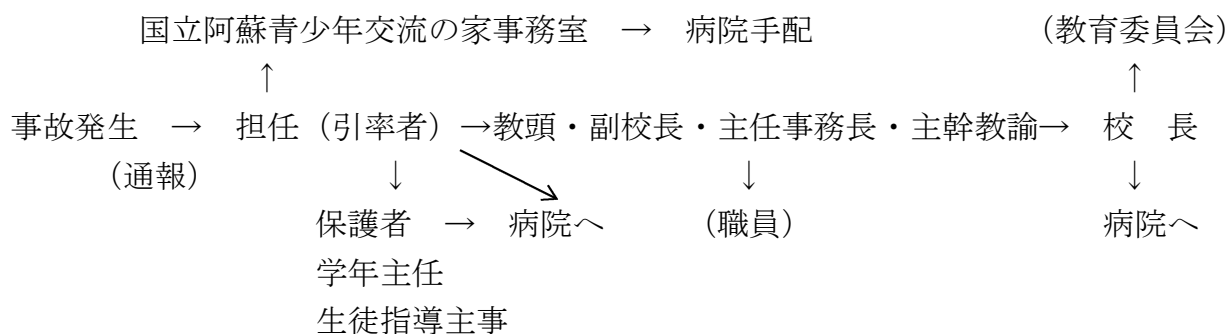 国立阿蘇青少年交流の家事務室 → 病院手配 (教育委員会)
↑ ↑
事故発生 → 担任(引率者)→教頭・副校長・主任事務長・主幹教諭→ 校 長
(通報) ↓ ↓ ↓
保護者 → 病院へ (職員) 病院へ
学年主任
生徒指導主事